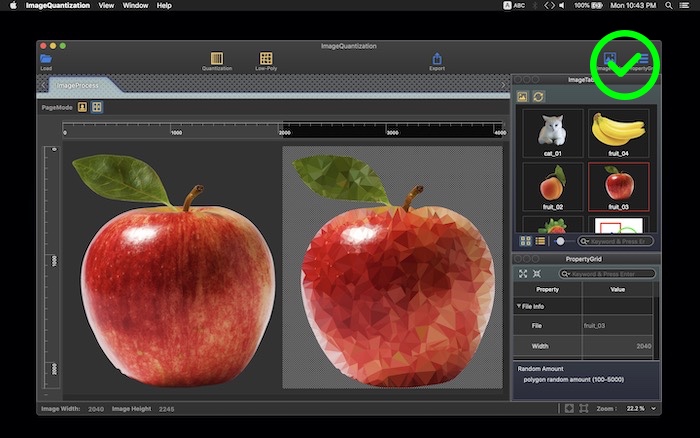 ImageQuantization View Window Help
A ABC 100% Mon 10:43 PM
ImageQuantization
Load Quantization Low-Poly Export
ImageProcess
ImageTab
PageMode
0 1000 2000 3000 4000
0
1000
2000
cat_01 fruit_04
fruit_02 fruit_03
Keyword & Press Er
PropertyGrid
Keyword & Press Enter
Property Value
File Info
File fruit_03
Width 2040
Random Amount
polygon random amount (100-5000)
Image Width: 2040 Image Height 2245 Zoom : 22.2 %